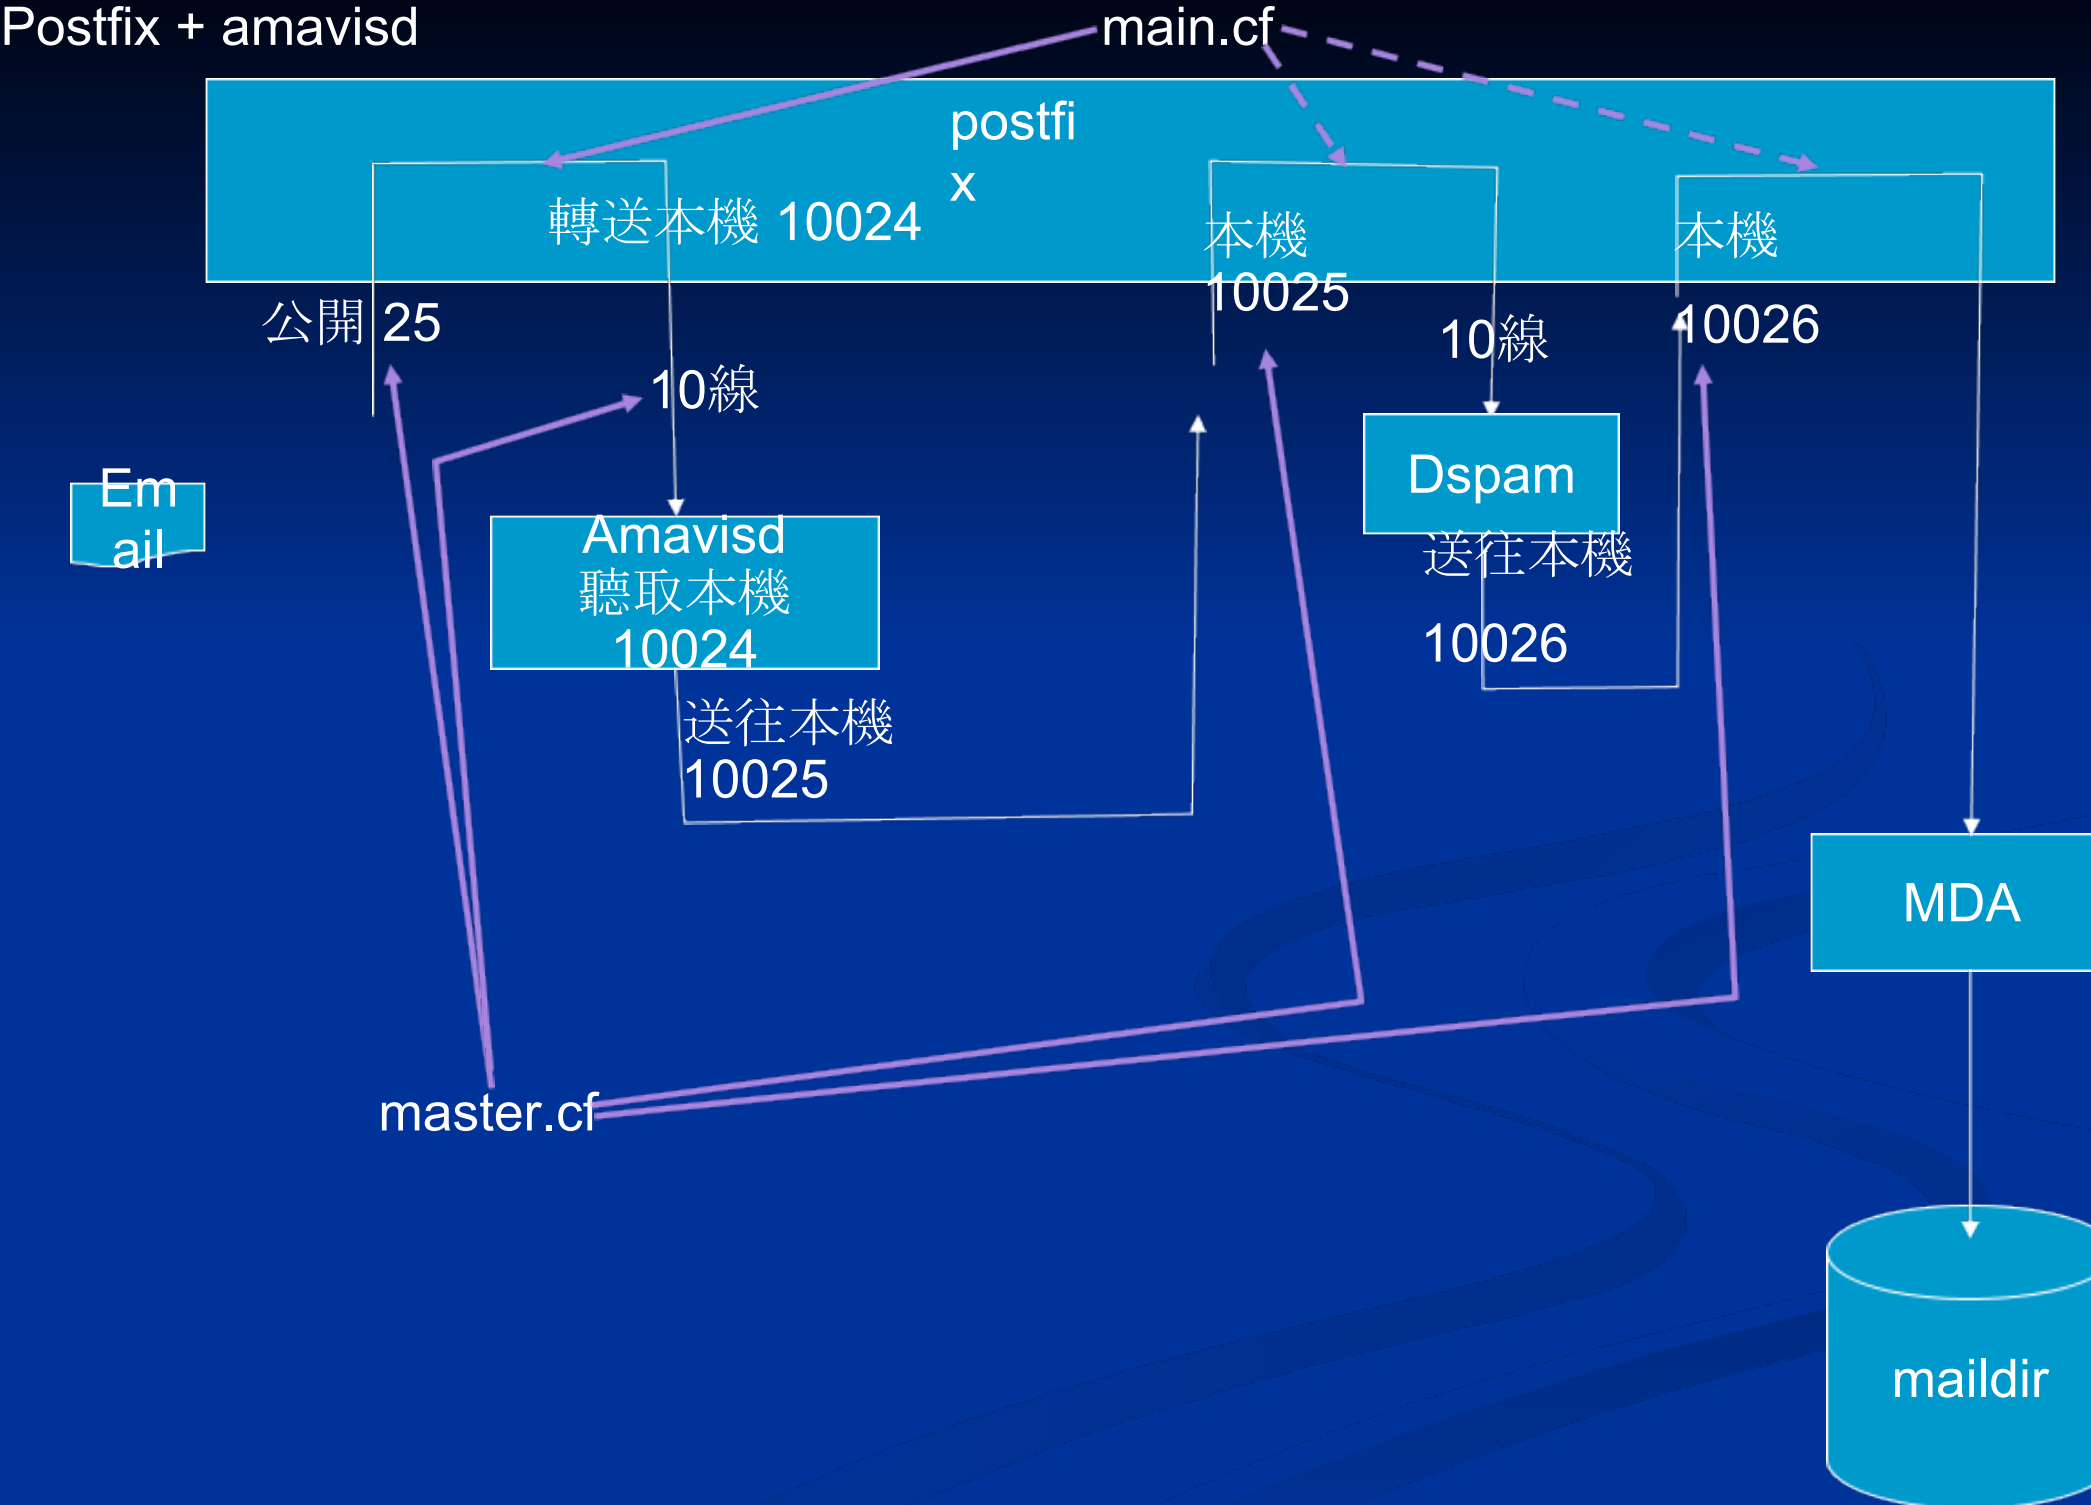 Postfix + amavisd
main.cf
postfi
x
轉送本機 10024
本機
10025
本機
10026
公開 25
10線
10線
Em
ail
Amavisd
聽取本機
10024
Dspam
送往本機
10026
送往本機
10025
MDA
master.cf
maildir